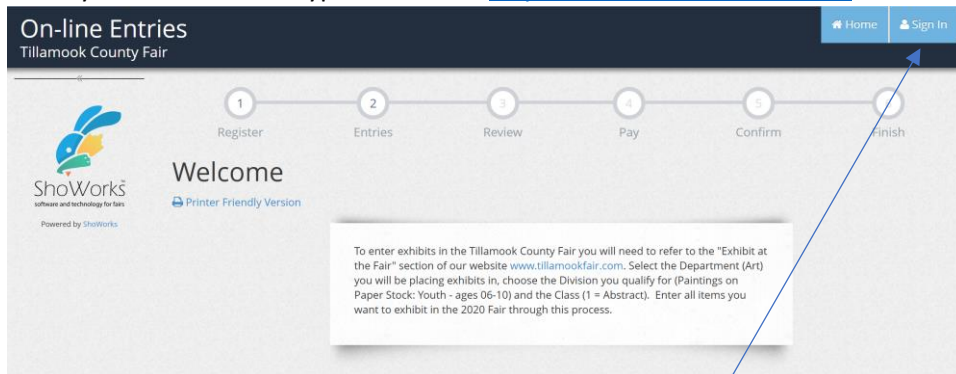 On-line Entries
Tillamook County Fair
Home
Sign In
1
2
3
4
5
Register
Entries
Review
Pay
Confirm
Finish
ShoWorks
software and technology for fairs
Powered by ShoWorks
Welcome
Printer Friendly Version
To enter exhibits in the Tillamook County Fair you will need to refer to the "Exhibit at
the Fair" section of our website www.tillamookfair.com. Select the Department (Art)
you will be placing exhibits in, choose the Division you qualify for (Paintings on
Paper Stock: Youth - ages 06-10) and the Class (1 = Abstract).  Enter all items you
want to exhibit in the 2020 Fair through this process.